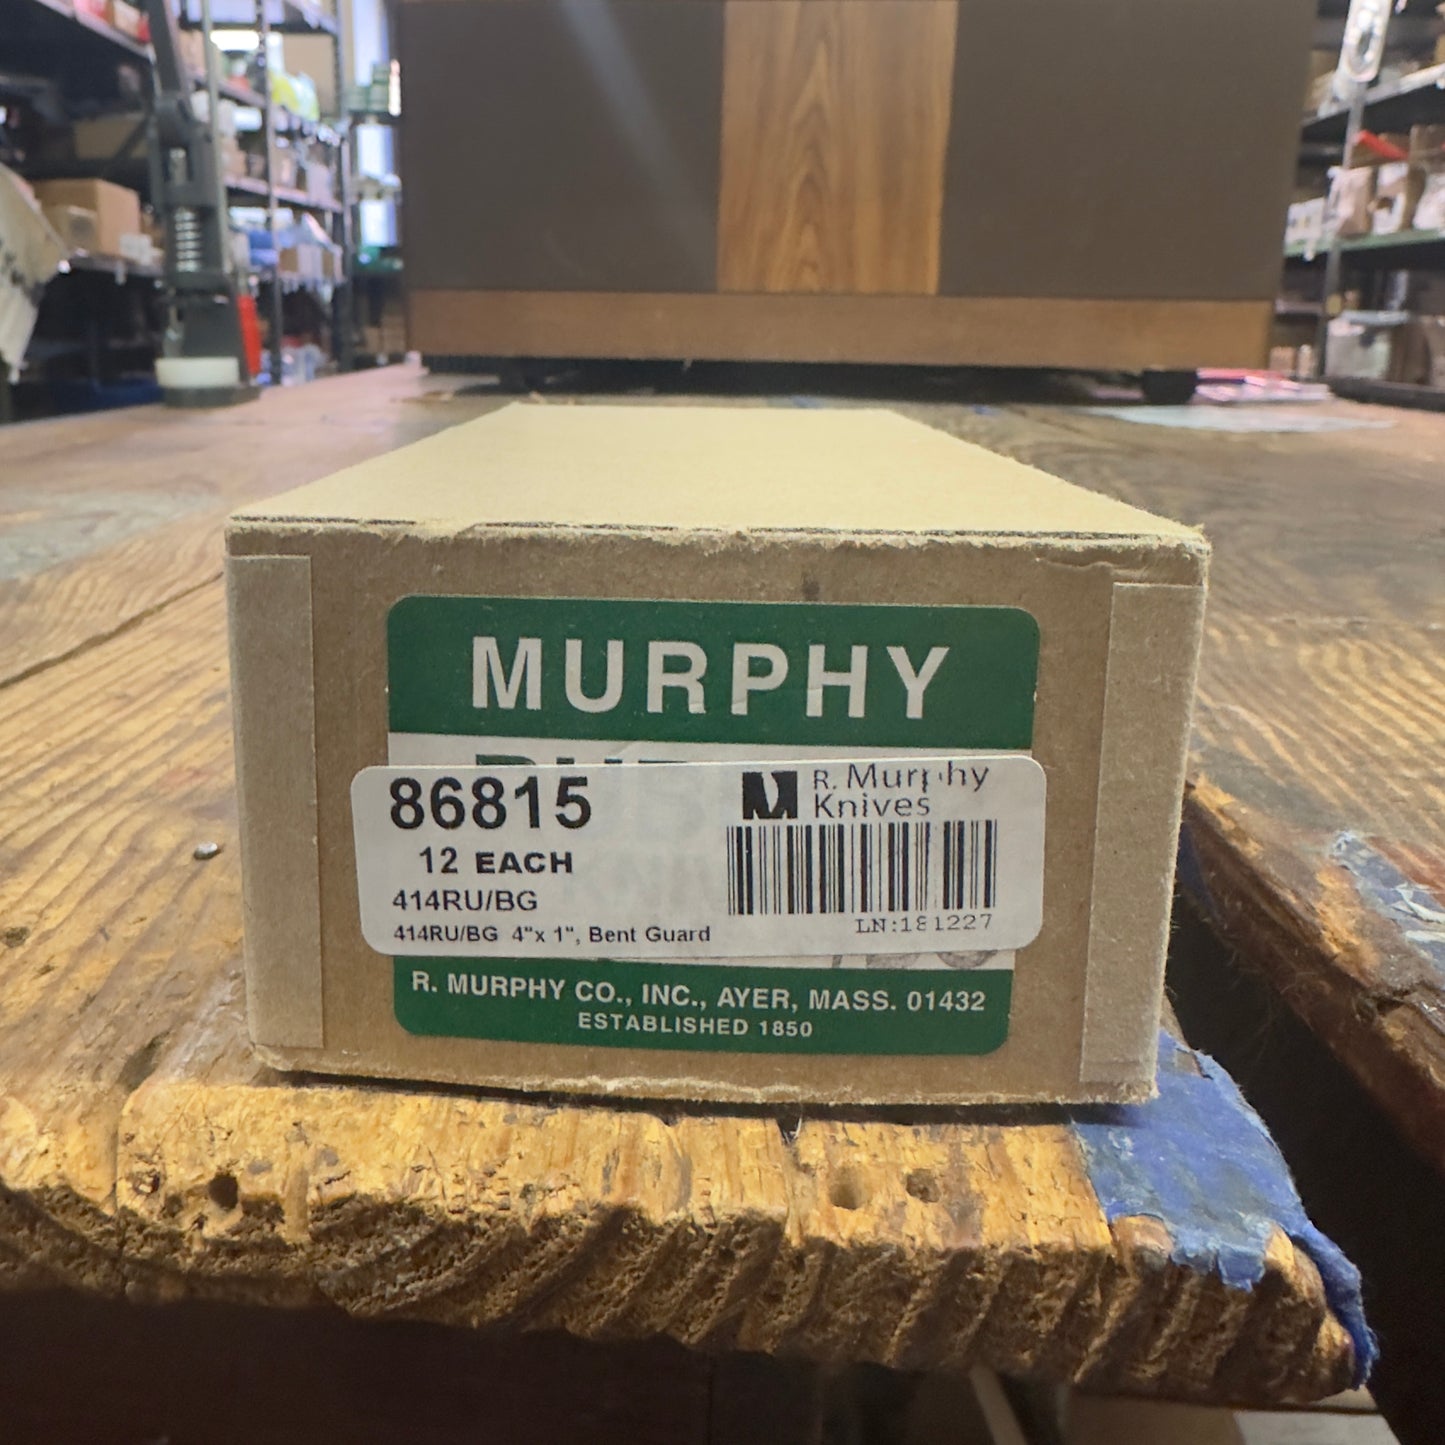 MURPHY
86815
R. Murphy
Knives
12 EACH
414RU/BG
414RU/BG 4"x 1", Bent Guard
LN:181227
R. MURPHY CO., INC., AYER, MASS. 01432
ESTABLISHED 1850